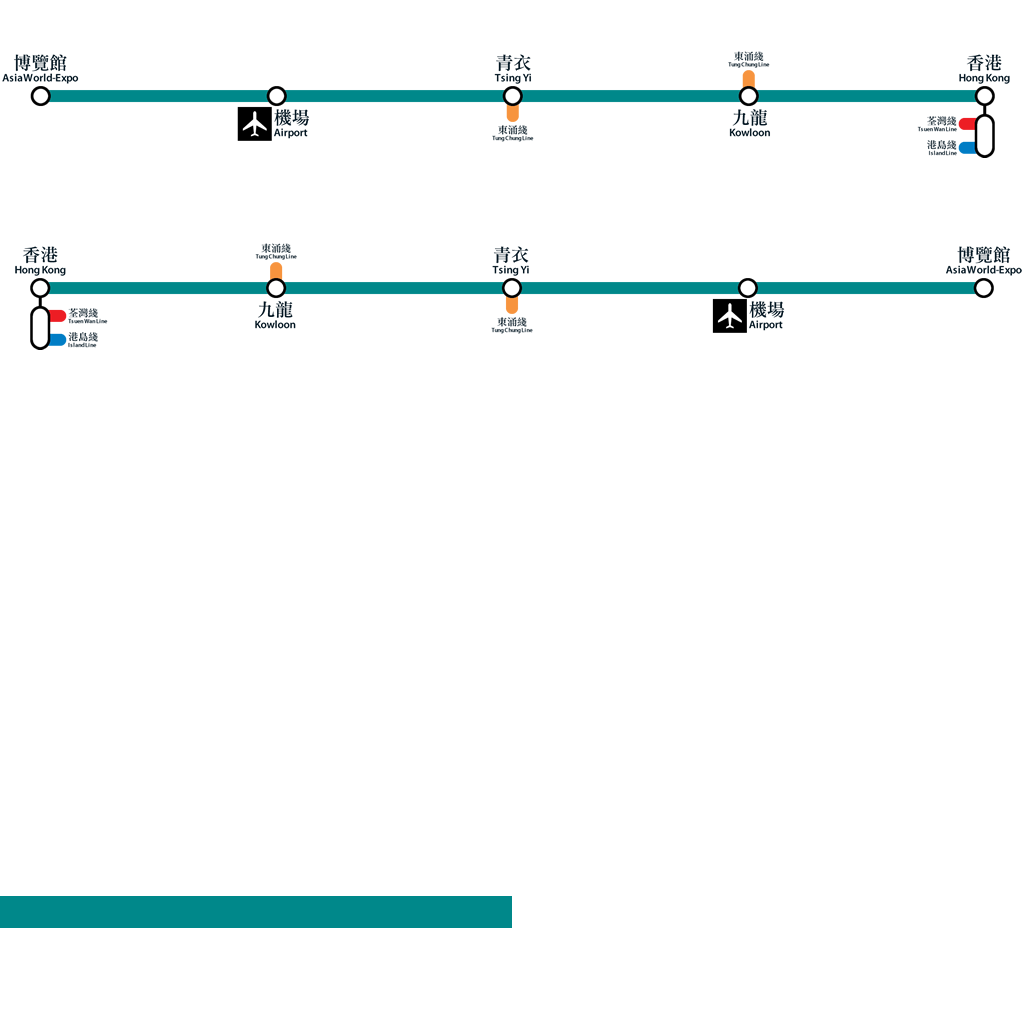 博覽館
AsiaWorld-Expo
機場
Airport
青衣
Tsing Yi
東涌綫
Tung Chung Line
東涌綫
Tung Chung Line
九龍
Kowloon
香港
Hong Kong
荃灣綫
Tsuen Wan Line
港島綫
Island Line
香港
Hong Kong
荃灣綫
Tsuen Wan Line
港島綫
Island Line
東涌綫
Tung Chung Line
九龍
Kowloon
青衣
Tsing Yi
東涌綫
Tung Chung Line
機場
Airport
博覽館
AsiaWorld-Expo